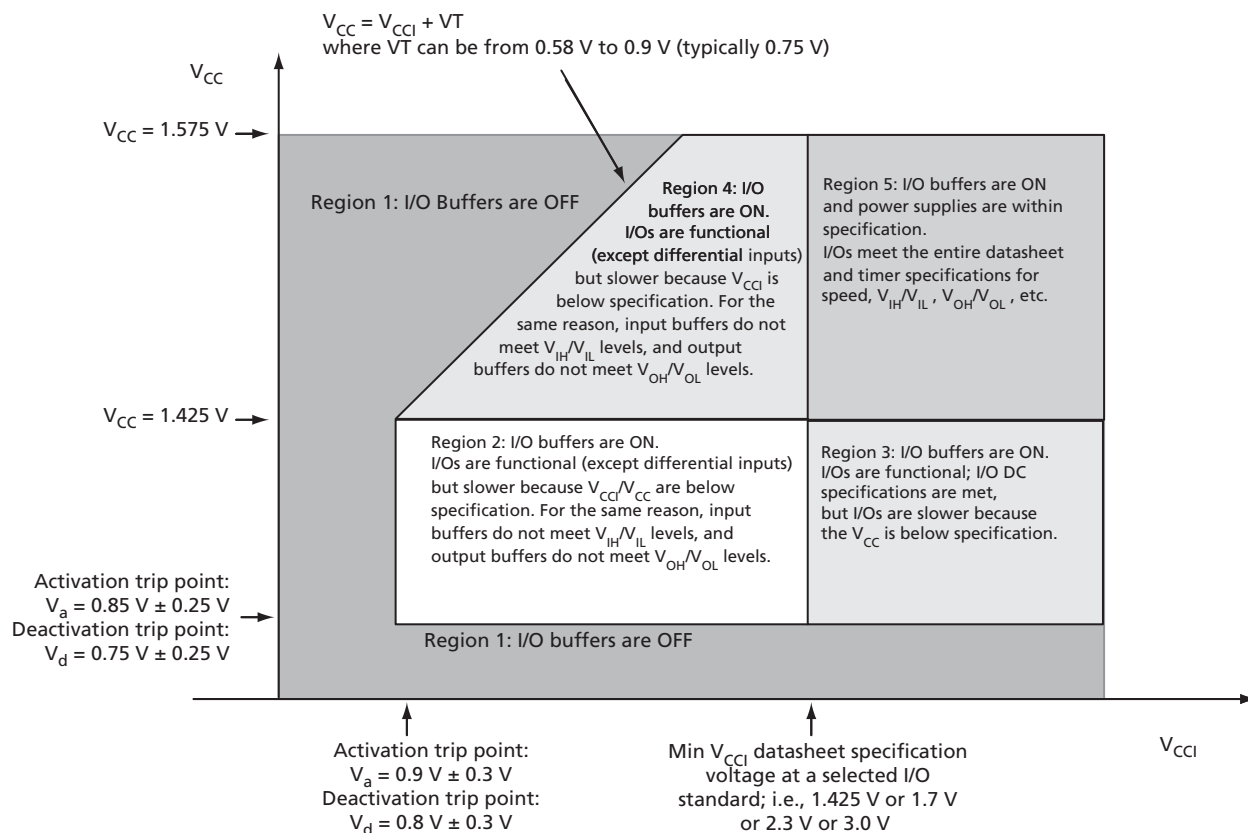 V_CC = V_CCI + VT
where VT can be from 0.58 V to 0.9 V (typically 0.75 V)
V_CC
V_CC = 1.575 V
Region 1: I/O Buffers are OFF
Region 4: I/O
buffers are ON.
I/Os are functional
(except differential inputs)
but slower because V_CCI is
below specification. For the
same reason, input buffers do not
meet V_IH/V_IL levels, and output
buffers do not meet V_OH/V_OL levels.
Region 5: I/O buffers are ON
and power supplies are within
specification.
I/Os meet the entire datasheet
and timer specifications for
speed, V_IH/V_IL , V_OH/V_OL , etc.
V_CC = 1.425 V
Region 2: I/O buffers are ON.
I/Os are functional (except differential inputs)
but slower because V_CCI/V_CC are below
specification. For the same reason, input
buffers do not meet V_IH/V_IL levels, and
output buffers do not meet V_OH/V_OL levels.
Region 3: I/O buffers are ON.
I/Os are functional; I/O DC
specifications are met,
but I/Os are slower because
the V_CC is below specification.
Activation trip point:
V_a = 0.85 V ± 0.25 V
Deactivation trip point:
V_d = 0.75 V ± 0.25 V
Region 1: I/O buffers are OFF
Activation trip point:
V_a = 0.9 V ± 0.3 V
Deactivation trip point:
V_d = 0.8 V ± 0.3 V
Min V_CCI datasheet specification
voltage at a selected I/O
standard; i.e., 1.425 V or 1.7 V
or 2.3 V or 3.0 V
V_CCI